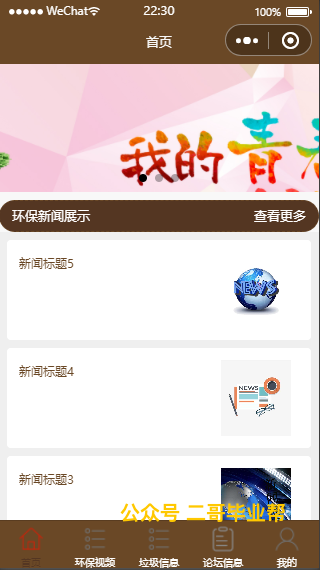 WeChat 22:30 100%
首页
我的青春
环保新闻展示 查看更多
新闻标题5
NEWS
新闻标题4
NEWS
新闻标题3
公众号 二哥毕业帮
首页 环保视频 垃圾信息 论坛信息 我的